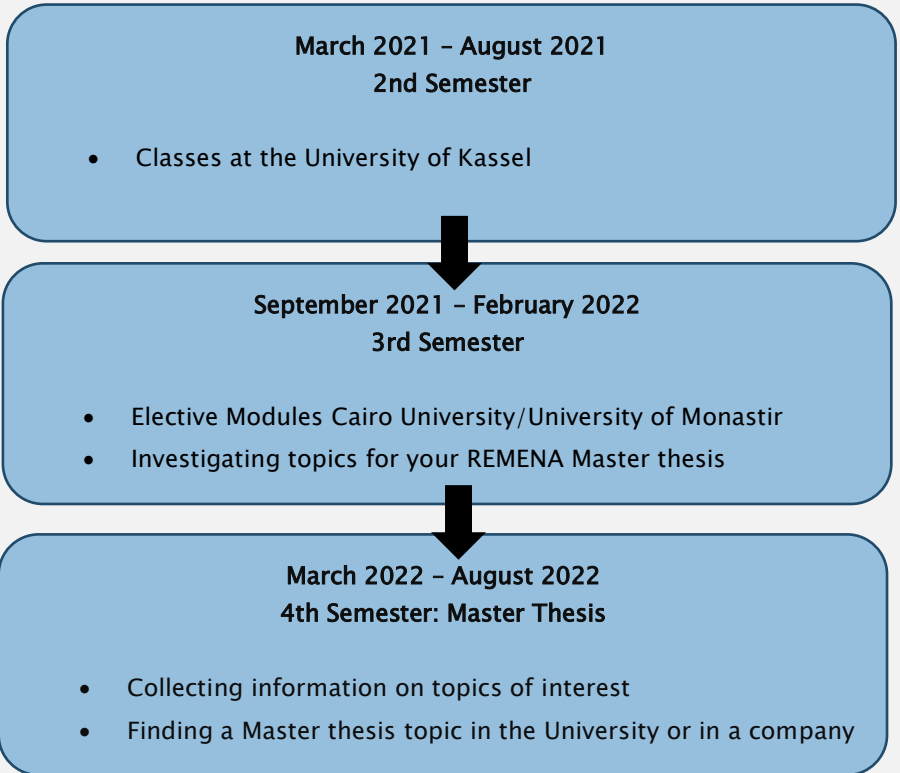 March 2021 – August 2021
2nd Semester
• Classes at the University of Kassel
September 2021 – February 2022
3rd Semester
• Elective Modules Cairo University/University of Monastir
• Investigating topics for your REMENA Master thesis
March 2022 – August 2022
4th Semester: Master Thesis
• Collecting information on topics of interest
• Finding a Master thesis topic in the University or in a company